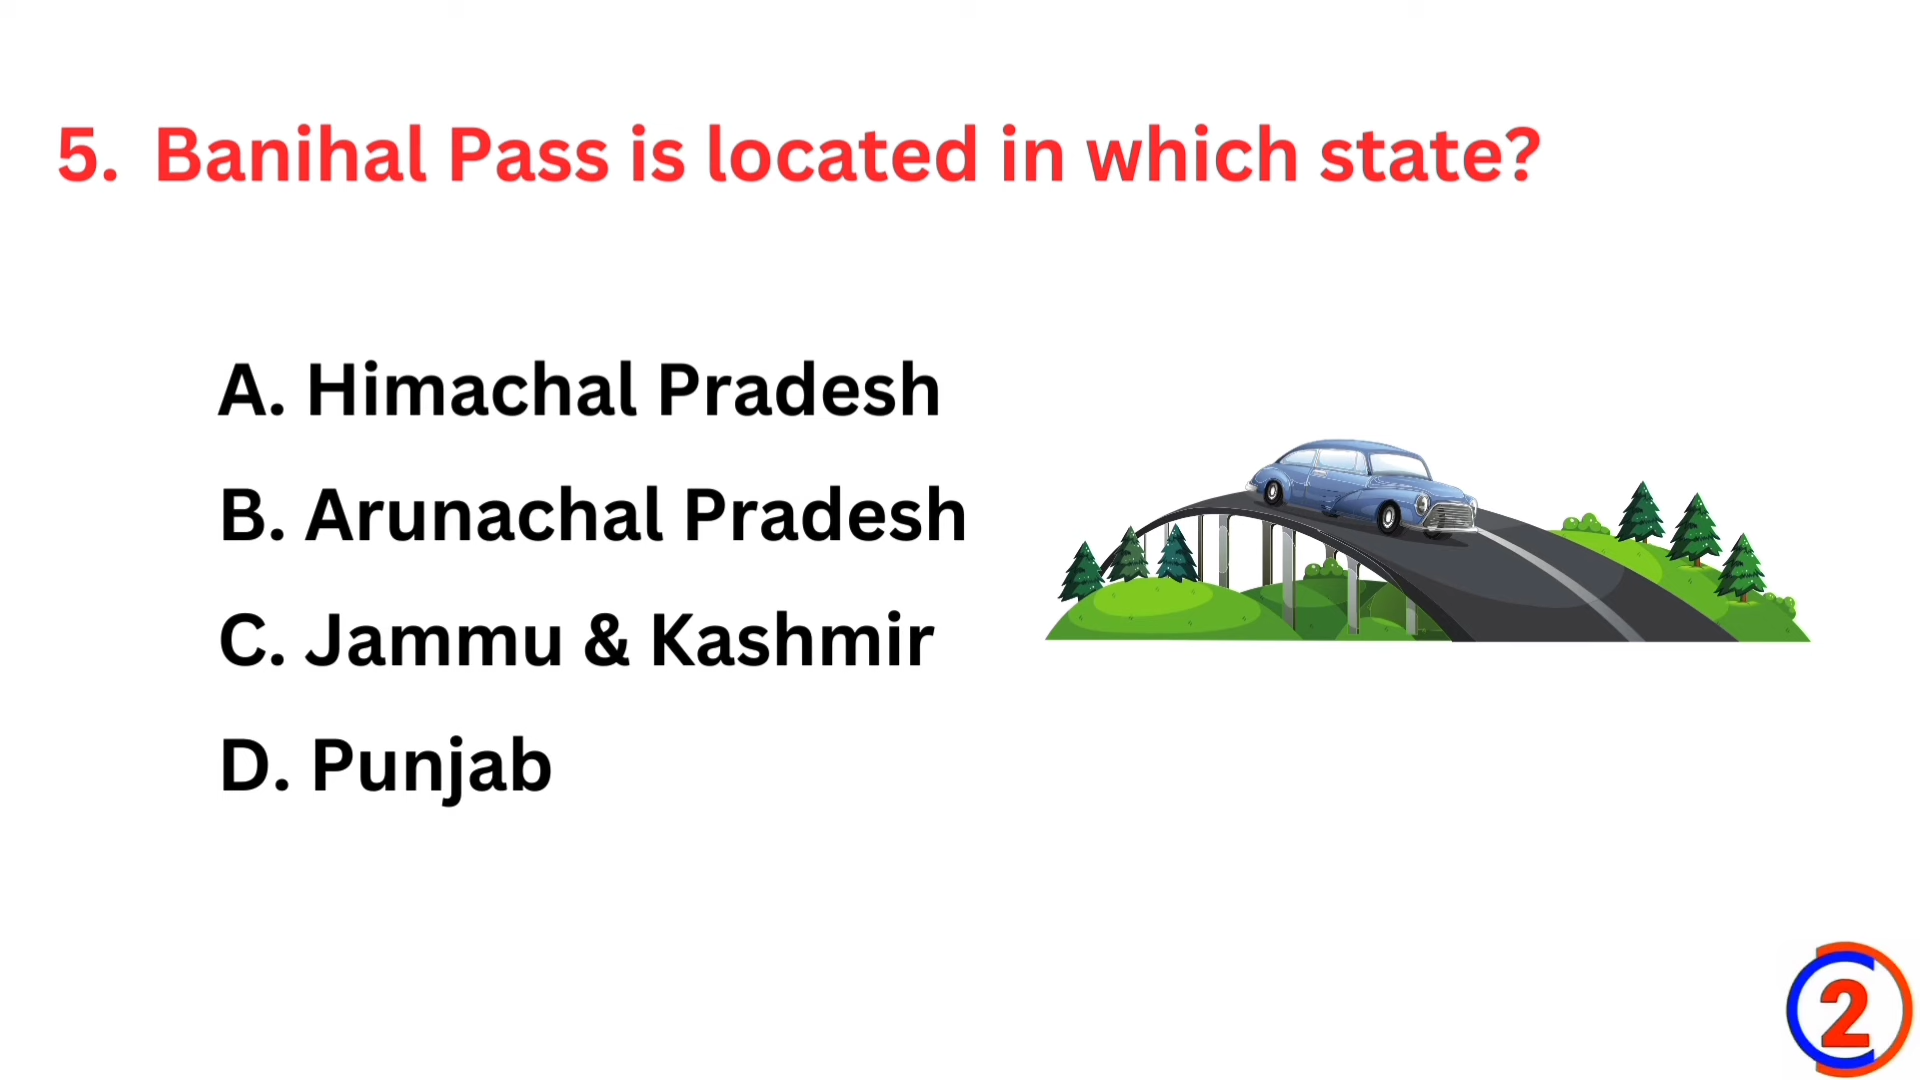 5. Banihal Pass is located in which state?
A. Himachal Pradesh
B. Arunachal Pradesh
C. Jammu & Kashmir
D. Punjab
2